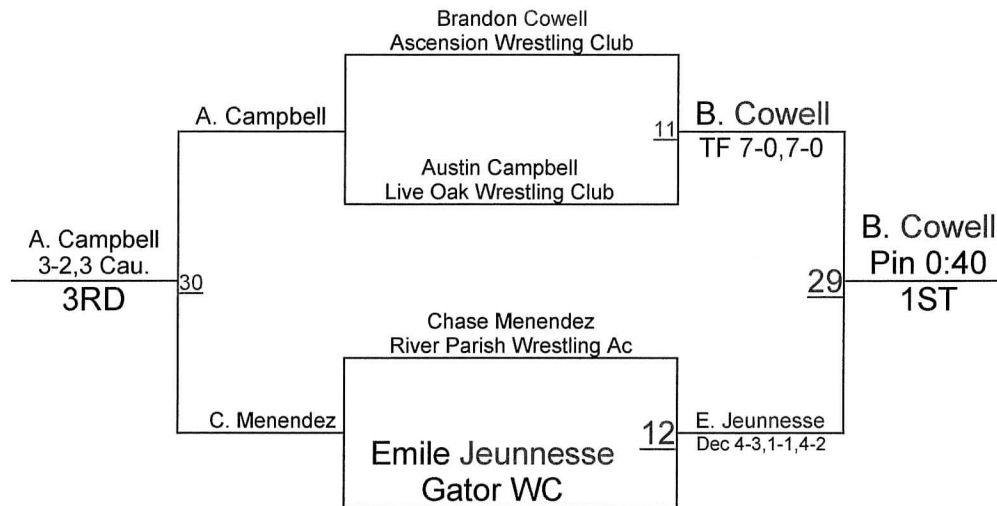 Brandon Cowell
Ascension Wrestling Club
A. Campbell
11
B. Cowell
TF 7-0,7-0
Austin Campbell
Live Oak Wrestling Club
A. Campbell
3-2,3 Cau.
3RD
30
B. Cowell
Pin 0:40
1ST
29
Chase Menendez
River Parish Wrestling Ac
C. Menendez
12
E. Jeunnesse
Dec 4-3,1-1,4-2
Emile Jeunnesse
Gator WC